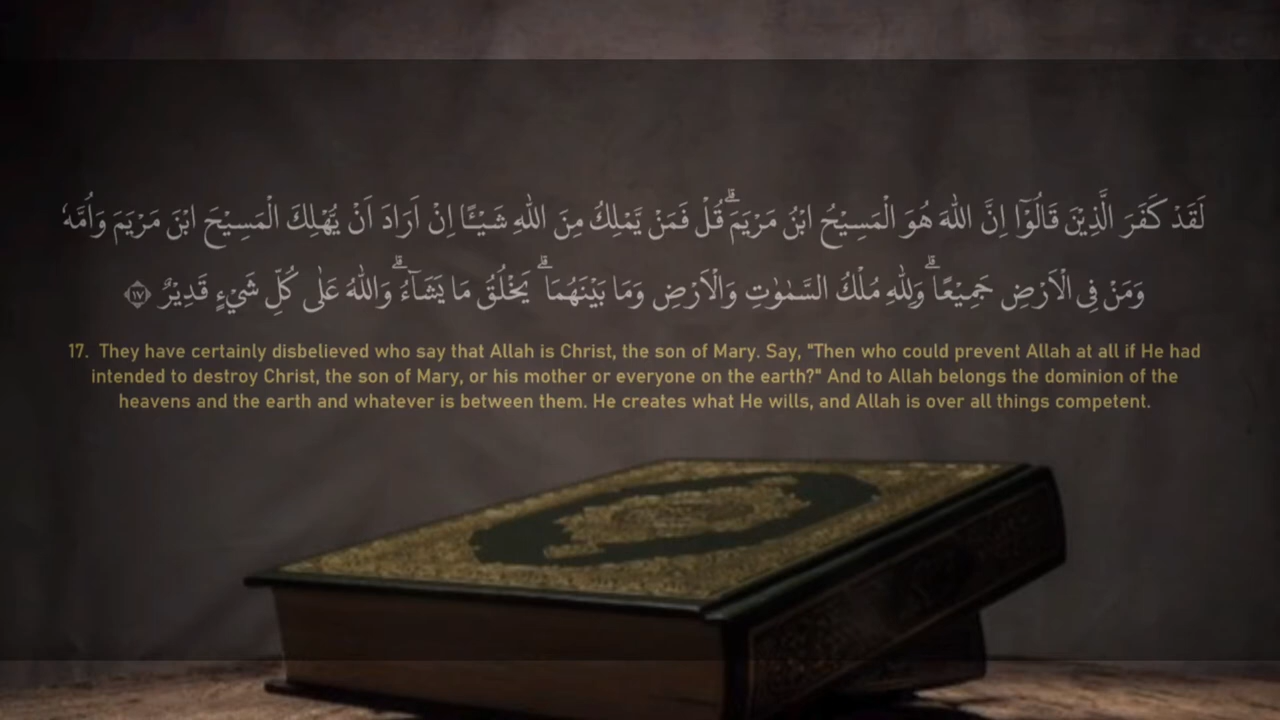 لَقَدْ كَفَرَ الَّذِيْنَ قَالُوْٓا اِنَّ اللّٰهَ هُوَ الْمَسِيْحُ ابْنُ مَرْيَمَۗ قُلْ فَمَنْ يَّمْلِكُ مِنَ اللّٰهِ شَيْـًٔا اِنْ اَرَادَ اَنْ يُّهْلِكَ الْمَسِيْحَ ابْنَ مَرْيَمَ وَاُمَّهٗ
وَمَنْ فِى الْاَرْضِ جَمِيْعًاۗ وَلِلّٰهِ مُلْكُ السَّمٰوٰتِ وَالْاَرْضِ وَمَا بَيْنَهُمَاۗ يَخْلُقُ مَا يَشَاۤءُۗ وَاللّٰهُ عَلٰى كُلِّ شَيْءٍ قَدِيْرٌ ١٧
17. They have certainly disbelieved who say that Allah is Christ, the son of Mary. Say, "Then who could prevent Allah at all if He had
intended to destroy Christ, the son of Mary, or his mother or everyone on the earth?" And to Allah belongs the dominion of the
heavens and the earth and whatever is between them. He creates what He wills, and Allah is over all things competent.